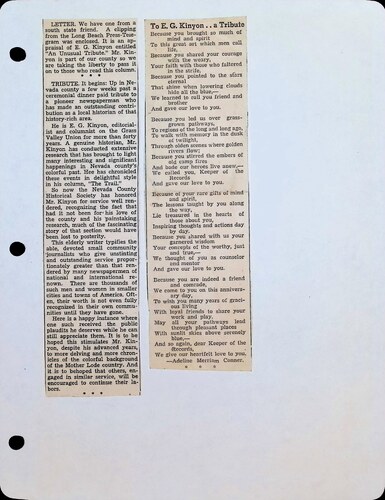 LETTER. We have one from a
south state friend. A clipping
from the Long Beach Press-Tele-
gram was enclosed. It is an ap-
praisal of E. G. Kinyon entitled
"An Unusual Tribute." Mr. Kin-
yon is part of our county so we
are taking the liberty to pass it
on to those who read this column.
* * *
TRIBUTE. It begins: Up in Ne-
vada county a few weeks past a
ceremonial dinner paid tribute to
a pioneer newspaperman who
has made an outstanding contrib-
ution as a local historian of that
history-rich area.
He is E. G. Kinyon, editorial-
ist and columnist on the Grass
Valley Union for more than forty
years. A genuine historian, Mr.
Kinyon has conducted extensive
research that has brought to light
many interesting and significant
happenings in Nevada county's
colorful past. Hee has chronicled
these events in delightful style
in his column, "The Trail."
So now the Nevada County
Historical Society has honored
Mr. Kinyon for service well ren-
dered, recognizing the fact that
had it not been for his love of
the county and his painstaking
research, much of the fascinating
story of that section would have
been lost to posterity.
This elderly writer typifies the
able, devoted small community
journalists who give unstinting
and outstanding service propor-
tionately greater than that ren-
dered by many newspapermen of
national and international re-
nown. There are thousands of
such men and women in smaller
cities and towns of America. Of-
ten, their worth is not even fully
recognized in their own commu-
nities until they have gone.
Here is a happy instance where
one such received the public
plaudits he deserves while he can
still appreciate them. It is to be
hoped this stimulates Mr. Kin-
yon, despite his advanced years,
to more delving and more chron-
icles of the colorful background
of the Mother Lode country. And
it is to behoped that others, en-
gaged in similar service, will be
encouraged to continue their la-
bors.
* * *
To E. G. Kinyon . . a Tribute
Because you brought so much of
mind and spirit
To this great art which men call
life,
Because you shared your courage
with the weary,
Your faith with those who faltered
in the strife,
Because you pointed to the stars
eternal
That shine when lowering clouds
hide all the blue,—
We learned to call you friend and
brother
And gave our love to you.
Because you led us over grass-
grown pathways,
To regions of the long and long ago,
To walk with memory in the dusk
of twilight,
Through olden scenes where golden
rivers flow;
Because you stirred the embers of
old camp fires
And bade our heroes live anew,—
We called you, Keeper of the
Records
And gave our love to you.
Because of your rare gifts of mind
and spirit,
The lessons taught by you along
the way,
Lie treasured in the hearts of
those about you,
Inspiring thoughts and actions day
by day.
Because you shared with us your
garnered wisdom
Your concepts of the worthy, just
and true,—
We thought of you as counselor
and mentor
And gave our love to you.
Because you are indeed a friend
and comrade,
We come to you on this annivers-
ary day,
To wish you many years of graci-
ous living
With loyal friends to share your
work and play.
May all your pathways lead
through pleasant places
With sunlit skies above serenely
blue,—
And so again, dear Keeper of the
Records,
We give our heartfelt love to you.
—Adeline Merriam Conner.
* * *